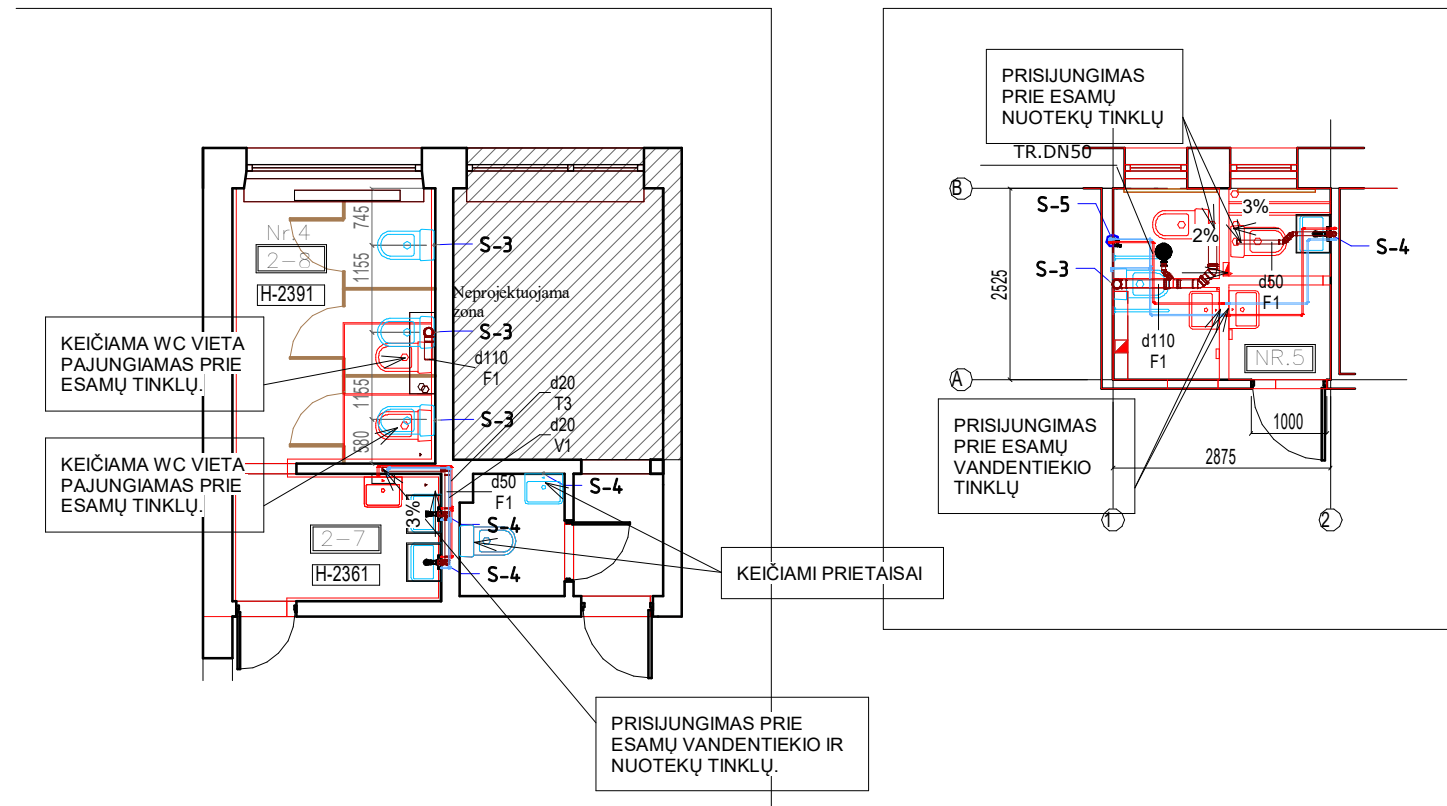 745
Nr.4
2-8
1155
S-3
H-2391
Neprojektuojama
zona
S-3
KEIČIAMA WC VIETA
PAJUNGIAMAS PRIE
ESAMŲ TINKLŲ.
d110
F1
1155
d20
T3
S-3
d20
V1
580
KEIČIAMA WC VIETA
PAJUNGIAMAS PRIE
ESAMŲ TINKLŲ.
d50
F1
S-4
3%
S-4
2-7
H-2361
S-4
KEIČIAMI PRIETAISAI
PRISIJUNGIMAS PRIE
ESAMŲ VANDENTIEKIO IR
NUOTEKŲ TINKLŲ.
PRISIJUNGIMAS
PRIE ESAMŲ
NUOTEKŲ TINKLŲ
TR.DN50
B
S-5
3%
2%
S-4
S-3
2525
d50
F1
d110
F1
NR.5
A
PRISIJUNGIMAS
PRIE ESAMŲ
VANDENTIEKIO
TINKLŲ
1000
2875
1
2